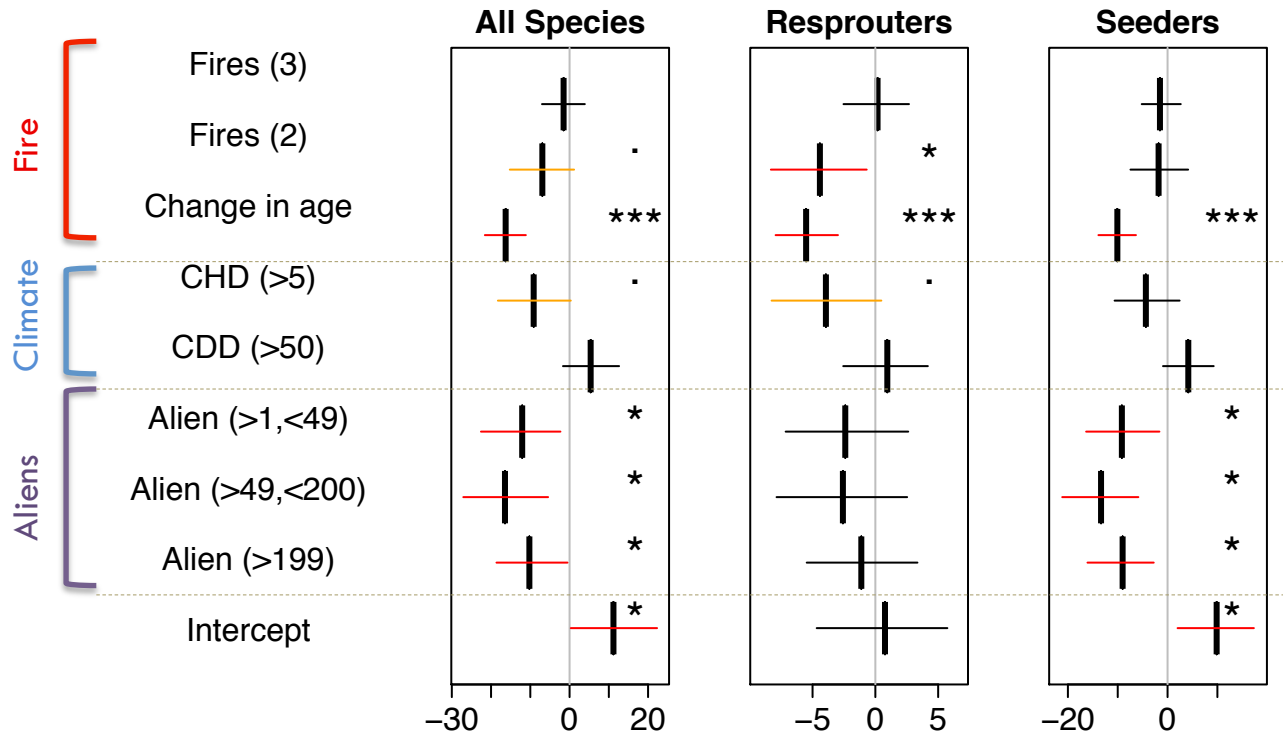 All Species Resprouters Seeders
Fire
Fires (3)
Fires (2) . *
Change in age *** *** ***
Climate
CHD (>5) . .
CDD (>50)
Aliens
Alien (>1,<49) * *
Alien (>49,<200) * *
Alien (>199) * *
Intercept * *
−30 0 20 −5 0 5 −20 0